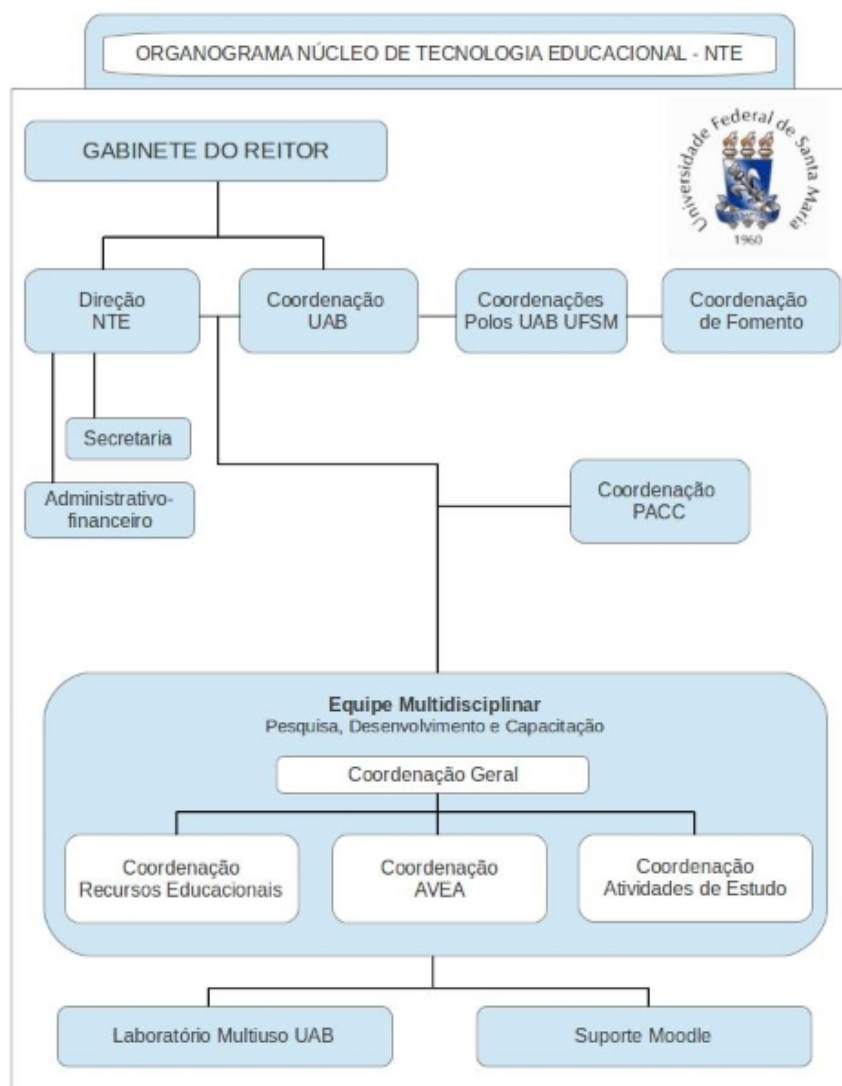 ORGANOGRAMA NÚCLEO DE TECNOLOGIA EDUCACIONAL - NTE
GABINETE DO REITOR
Universidade Federal de Santa Maria
1960
Direção
NTE
Coordenação
UAB
Coordenações
Polos UAB UFSM
Coordenação
de Fomento
Secretaria
Administrativo-
financeiro
Coordenação
PACC
Equipe Multidisciplinar
Pesquisa, Desenvolvimento e Capacitação
Coordenação Geral
Coordenação
Recursos Educacionais
Coordenação
AVEA
Coordenação
Atividades de Estudo
Laboratório Multiuso UAB
Suporte Moodle